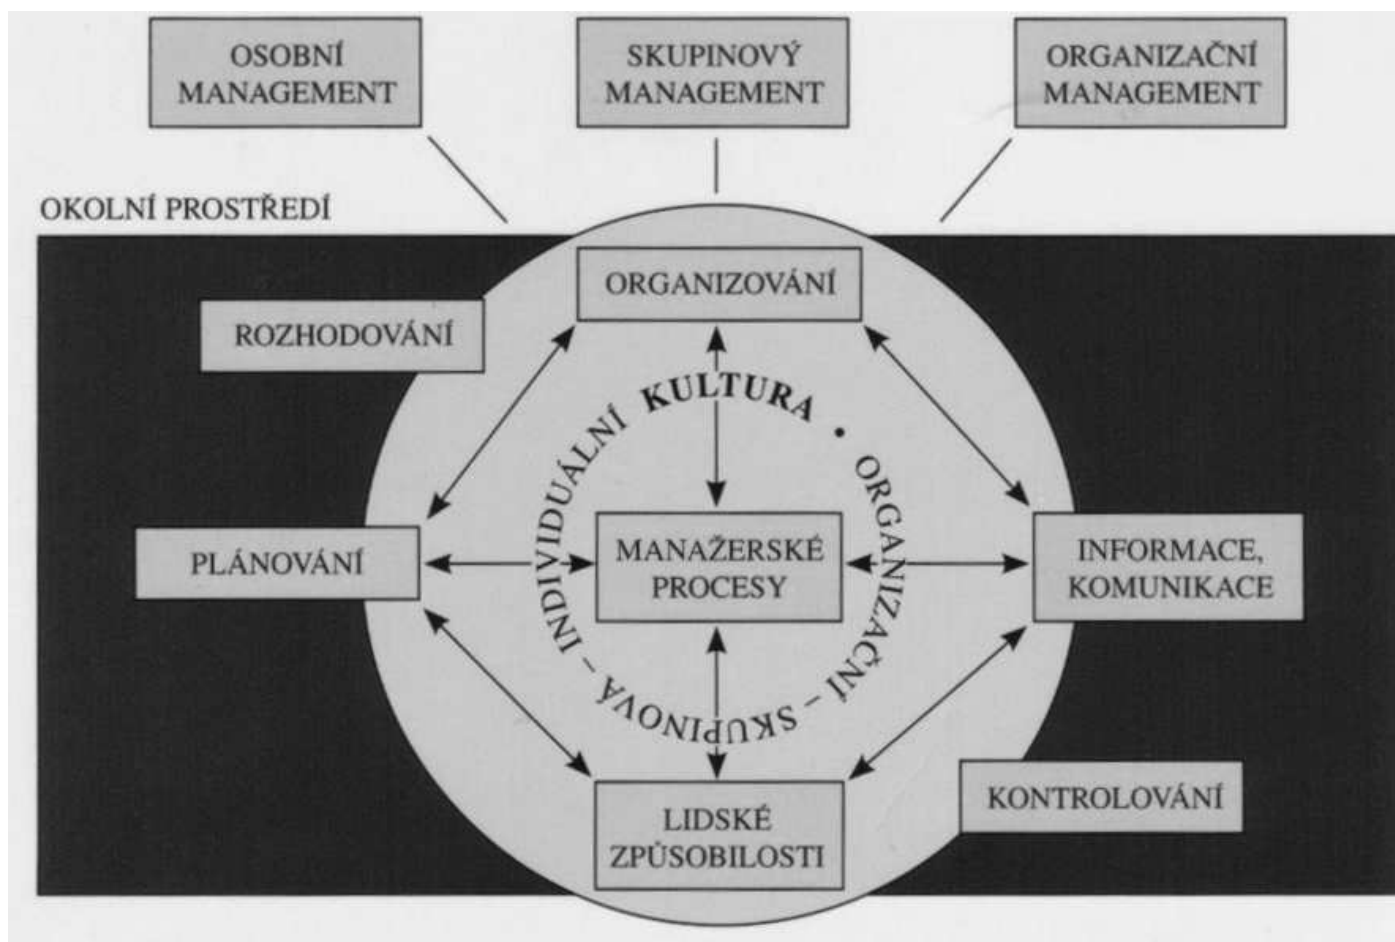 OSOBNÍ
MANAGEMENT
SKUPINOVÝ
MANAGEMENT
ORGANIZAČNÍ
MANAGEMENT
OKOLNÍ PROSTŘEDÍ
ORGANIZOVÁNÍ
ROZHODOVÁNÍ
KULTURA • ORGANIZAČNÍ – SKUPINOVÁ – INDIVIDUÁLNÍ
PLÁNOVÁNÍ
MANAŽERSKÉ
PROCESY
INFORMACE,
KOMUNIKACE
KONTROLOVÁNÍ
LIDSKÉ
ZPŮSOBILOSTI